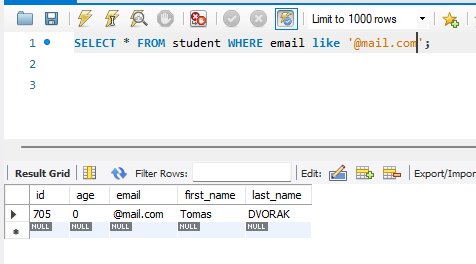 Limit to 1000 rows
1 SELECT * FROM student WHERE email like '@mail.com';
2
3
Result Grid Filter Rows: Edit: Export/Impor
id age email first_name last_name
705 0 @mail.com Tomas DVORAK
NULL NULL NULL NULL NULL